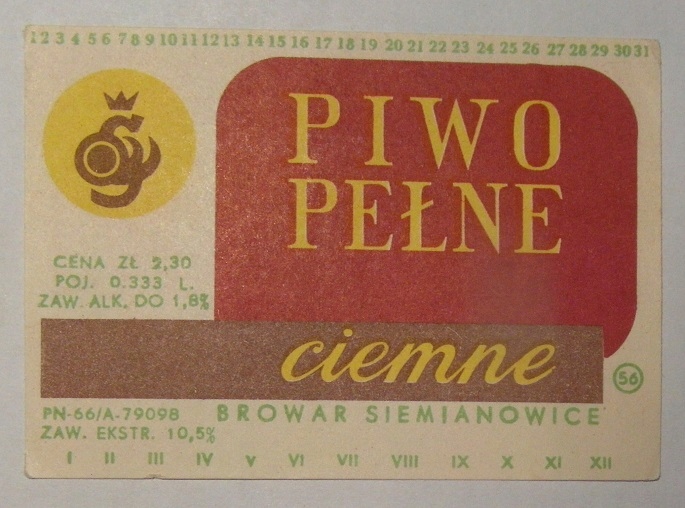 1 2 3 4 5 6 7 8 9 10 11 12 13 14 15 16 17 18 19 20 21 22 23 24 25 26 27 28 29 30 31
PIWO
PEŁNE
CENA ZŁ 2,30
POJ. 0.333 L.
ZAW. ALK. DO 1,8%
ciemne
56
PN-66/A-79098
BROWAR SIEMIANOWICE
ZAW. EKSTR. 10,5%
I II III IV V VI VII VIII IX X XI XII